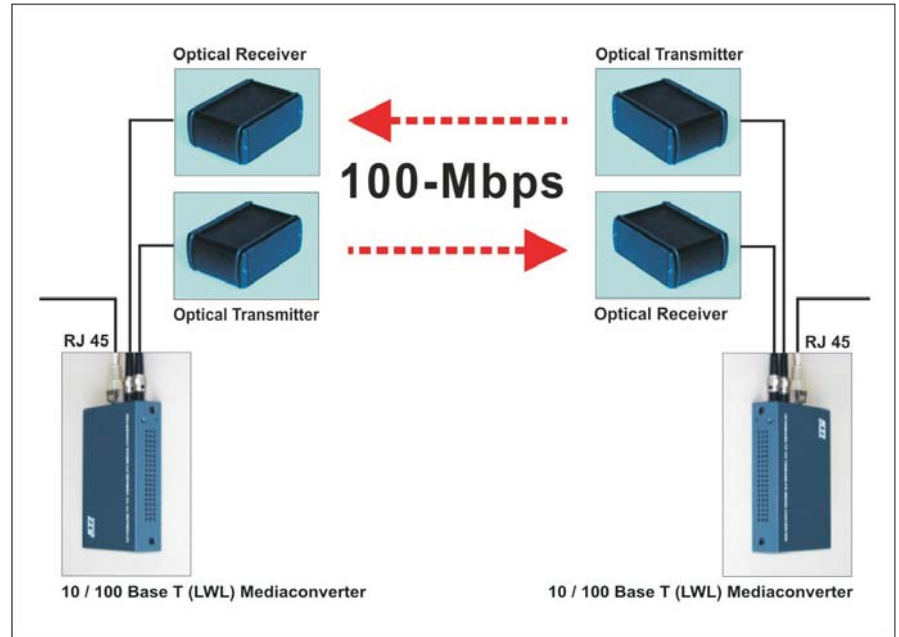 Optical Receiver
Optical Transmitter
100-Mbps
Optical Transmitter
Optical Receiver
RJ 45
RJ 45
10 / 100 Base T (LWL) Mediaconverter
10 / 100 Base T (LWL) Mediaconverter